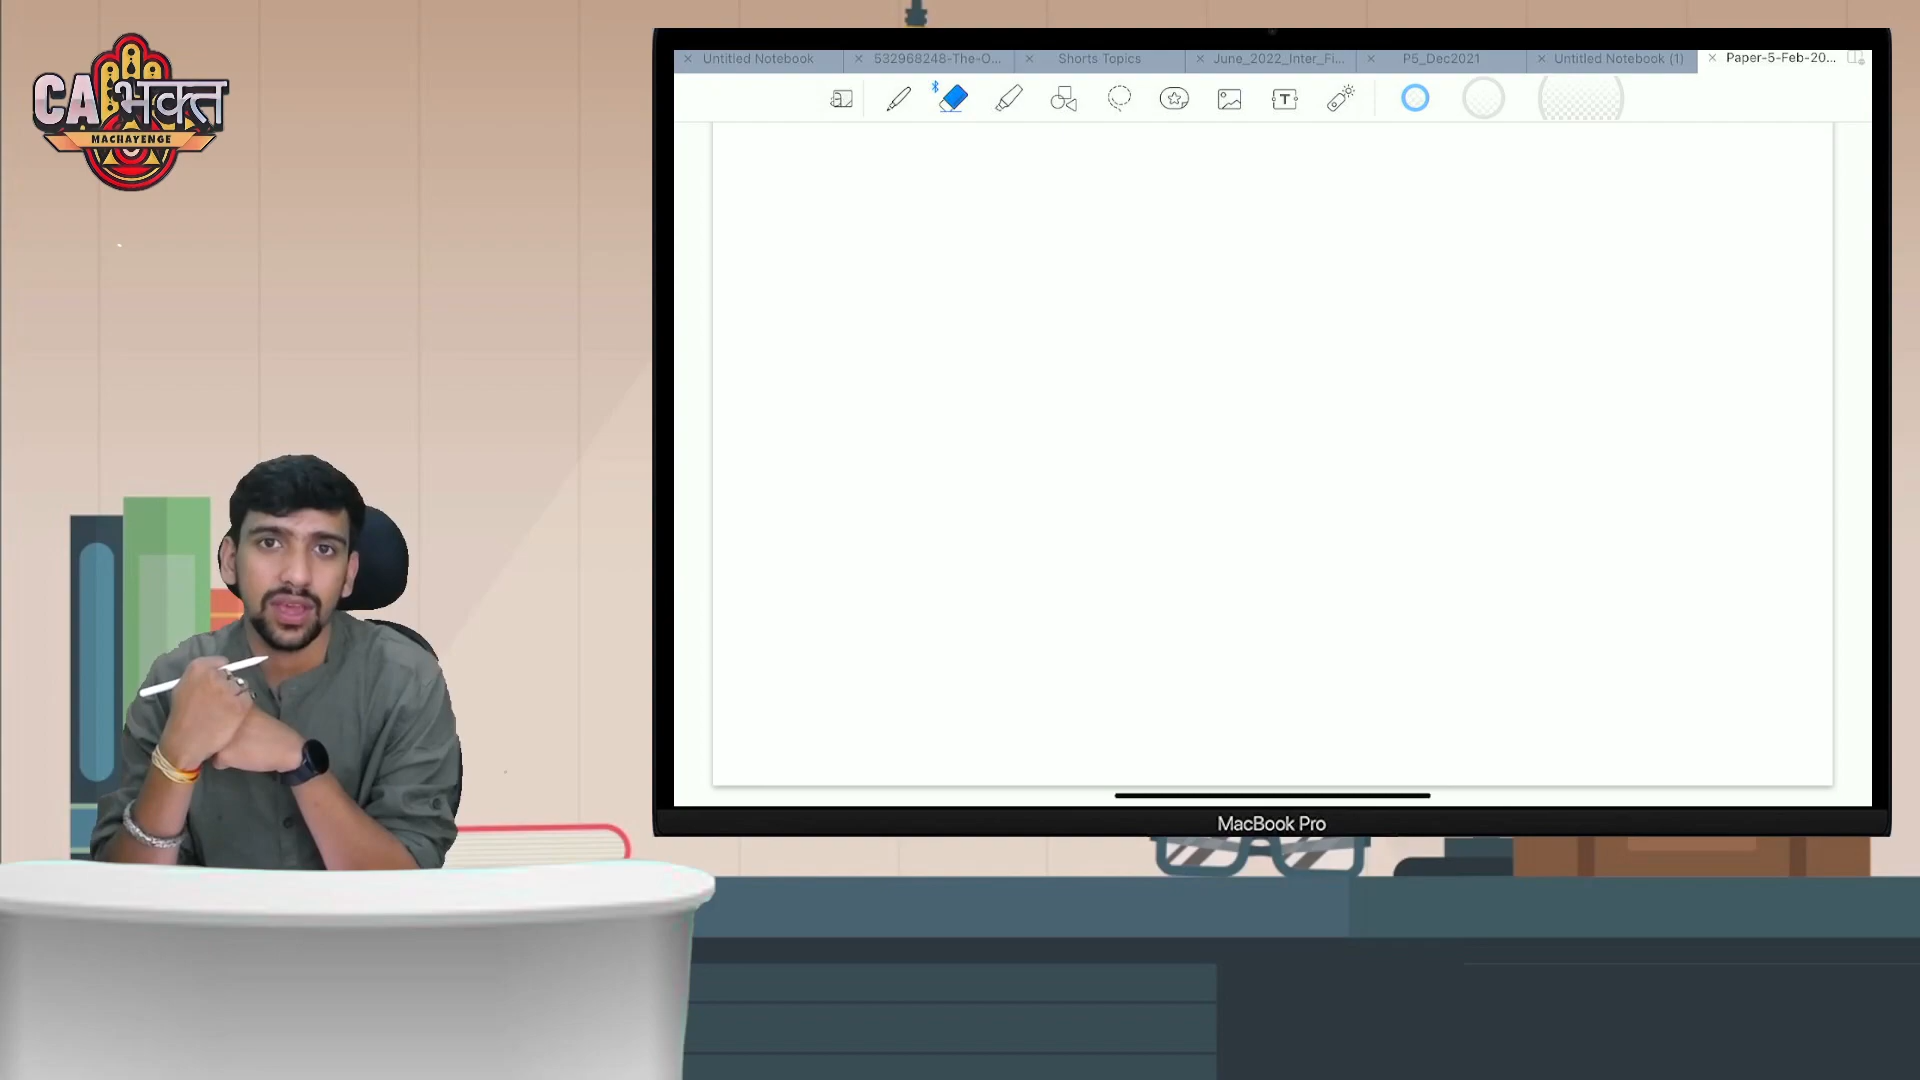 CA भक्त
MACHAYENGE
Untitled Notebook
532968248-The-O...
Shorts Topics
June_2022_Inter_Fi...
P5_Dec2021
Untitled Notebook (1)
Paper-5-Feb-20...
T
MacBook Pro